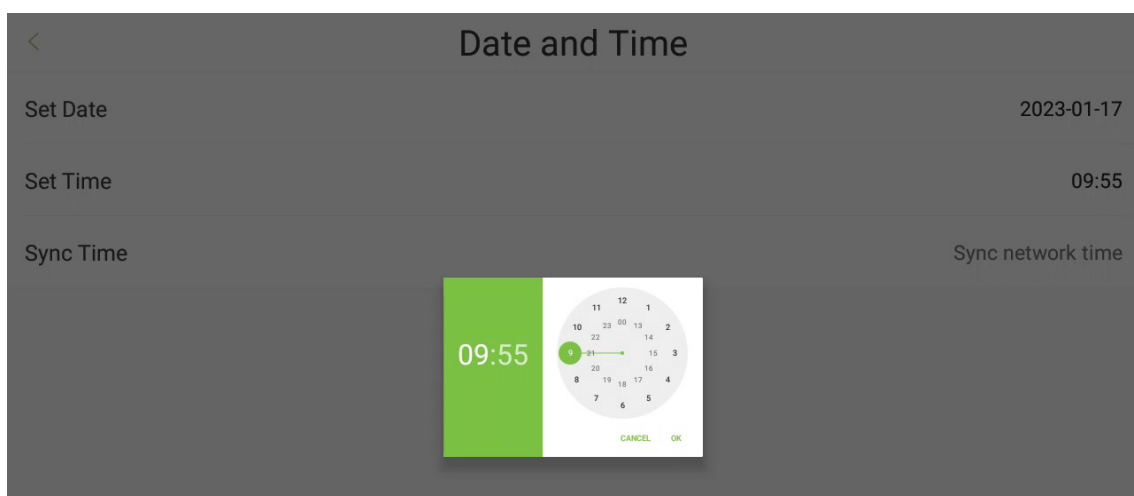 Date and Time
Set Date 2023-01-17
Set Time 09:55
Sync Time Sync network time
09:55
12
11 1
10 23 00 13 2
22 14
9 21 15 3
20 16
8 19 18 17 4
7 5
6
CANCEL OK